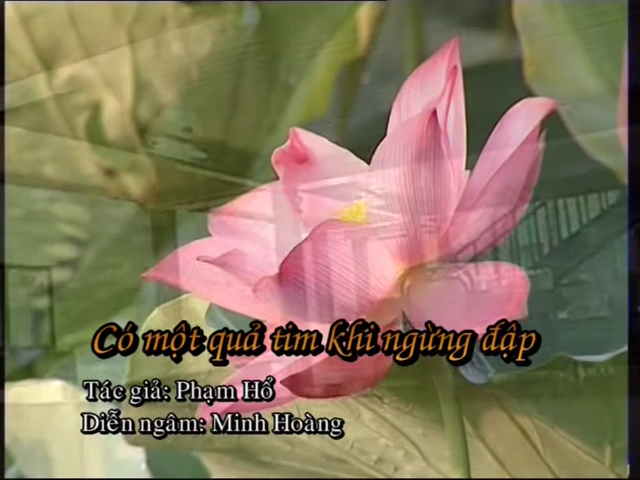 Có một quả tim khi ngừng đập
Tác giả: Phạm Hổ
Diễn ngâm: Minh Hoàng